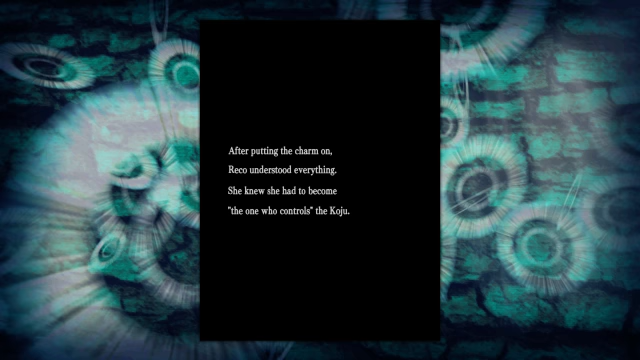 After putting the charm on,
Reco understood everything.
She knew she had to become
"the one who controls" the Koju.